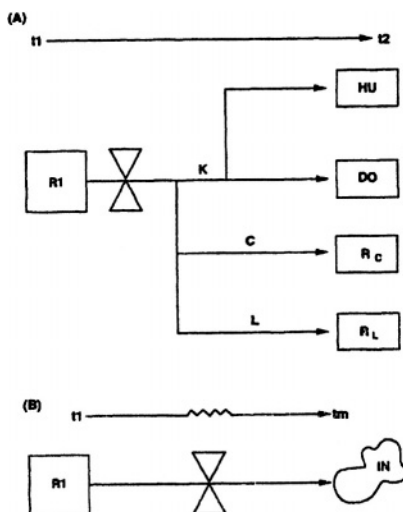 (A)
t1 t2
HU
R1 K DO
C R C
L R L
(B)
t1 tm
R1 IN